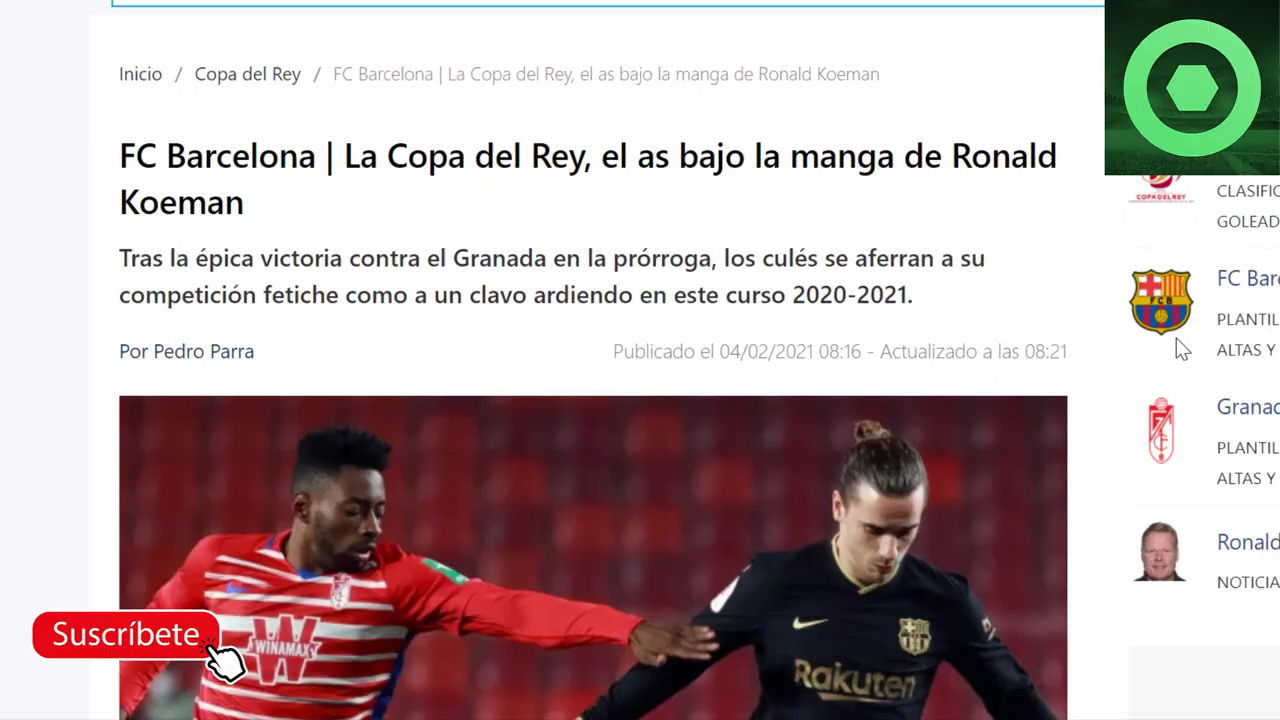 Inicio / Copa del Rey / FC Barcelona | La Copa del Rey, el as bajo la manga de Ronald Koeman
FC Barcelona | La Copa del Rey, el as bajo la manga de Ronald
Koeman
Tras la épica victoria contra el Granada en la prórroga, los culés se aferran a su
competición fetiche como a un clavo ardiendo en este curso 2020-2021.
Por Pedro Parra
Publicado el 04/02/2021 08:16 - Actualizado a las 08:21
COPA DEL REY
CLASIFIC
GOLEAD
FCB
FC Bar
PLANTIL
ALTAS Y
Granad
PLANTIL
ALTAS Y
Ronald
NOTICIA
Suscríbete
WINAMAX
Rakuten